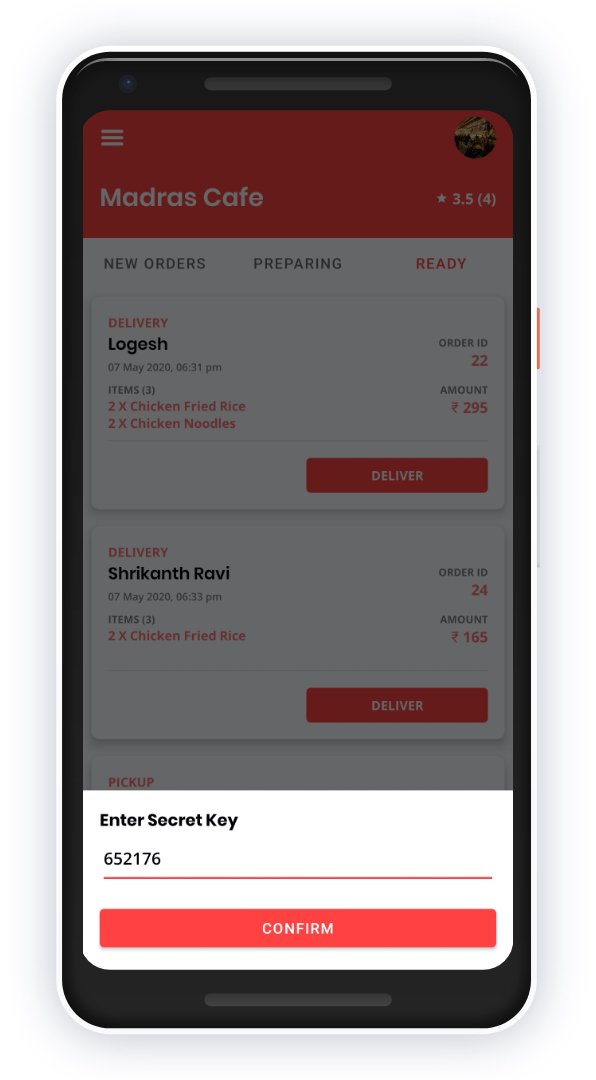 Madras Cafe
★ 3.5 (4)
NEW ORDERS PREPARING READY
DELIVERY
Logesh
ORDER ID
22
07 May 2020, 06:31 pm
ITEMS (3)
AMOUNT
2 X Chicken Fried Rice
₹ 295
2 X Chicken Noodles
DELIVER
DELIVERY
Shrikanth Ravi
ORDER ID
24
07 May 2020, 06:33 pm
ITEMS (3)
AMOUNT
2 X Chicken Fried Rice
₹ 165
DELIVER
PICKUP
Enter Secret Key
652176
CONFIRM